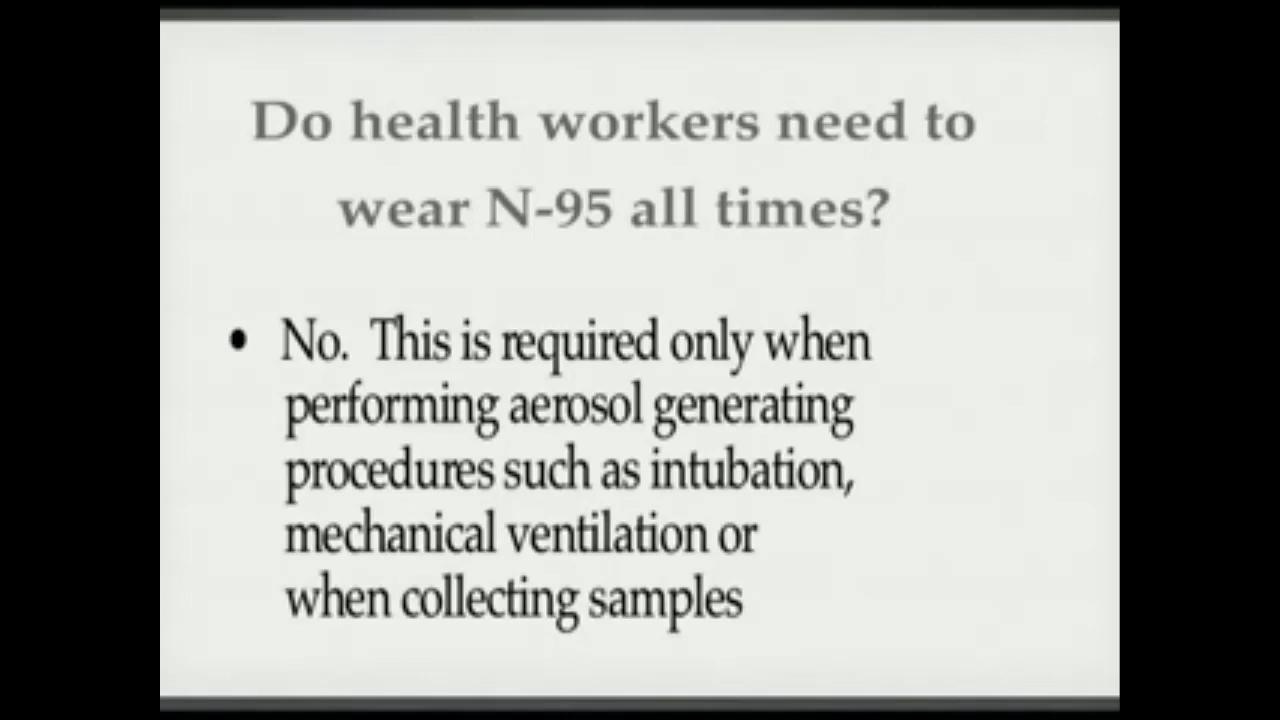 Do health workers need to
wear N-95 all times?
• No. This is required only when
performing aerosol generating
procedures such as intubation,
mechanical ventilation or
when collecting samples